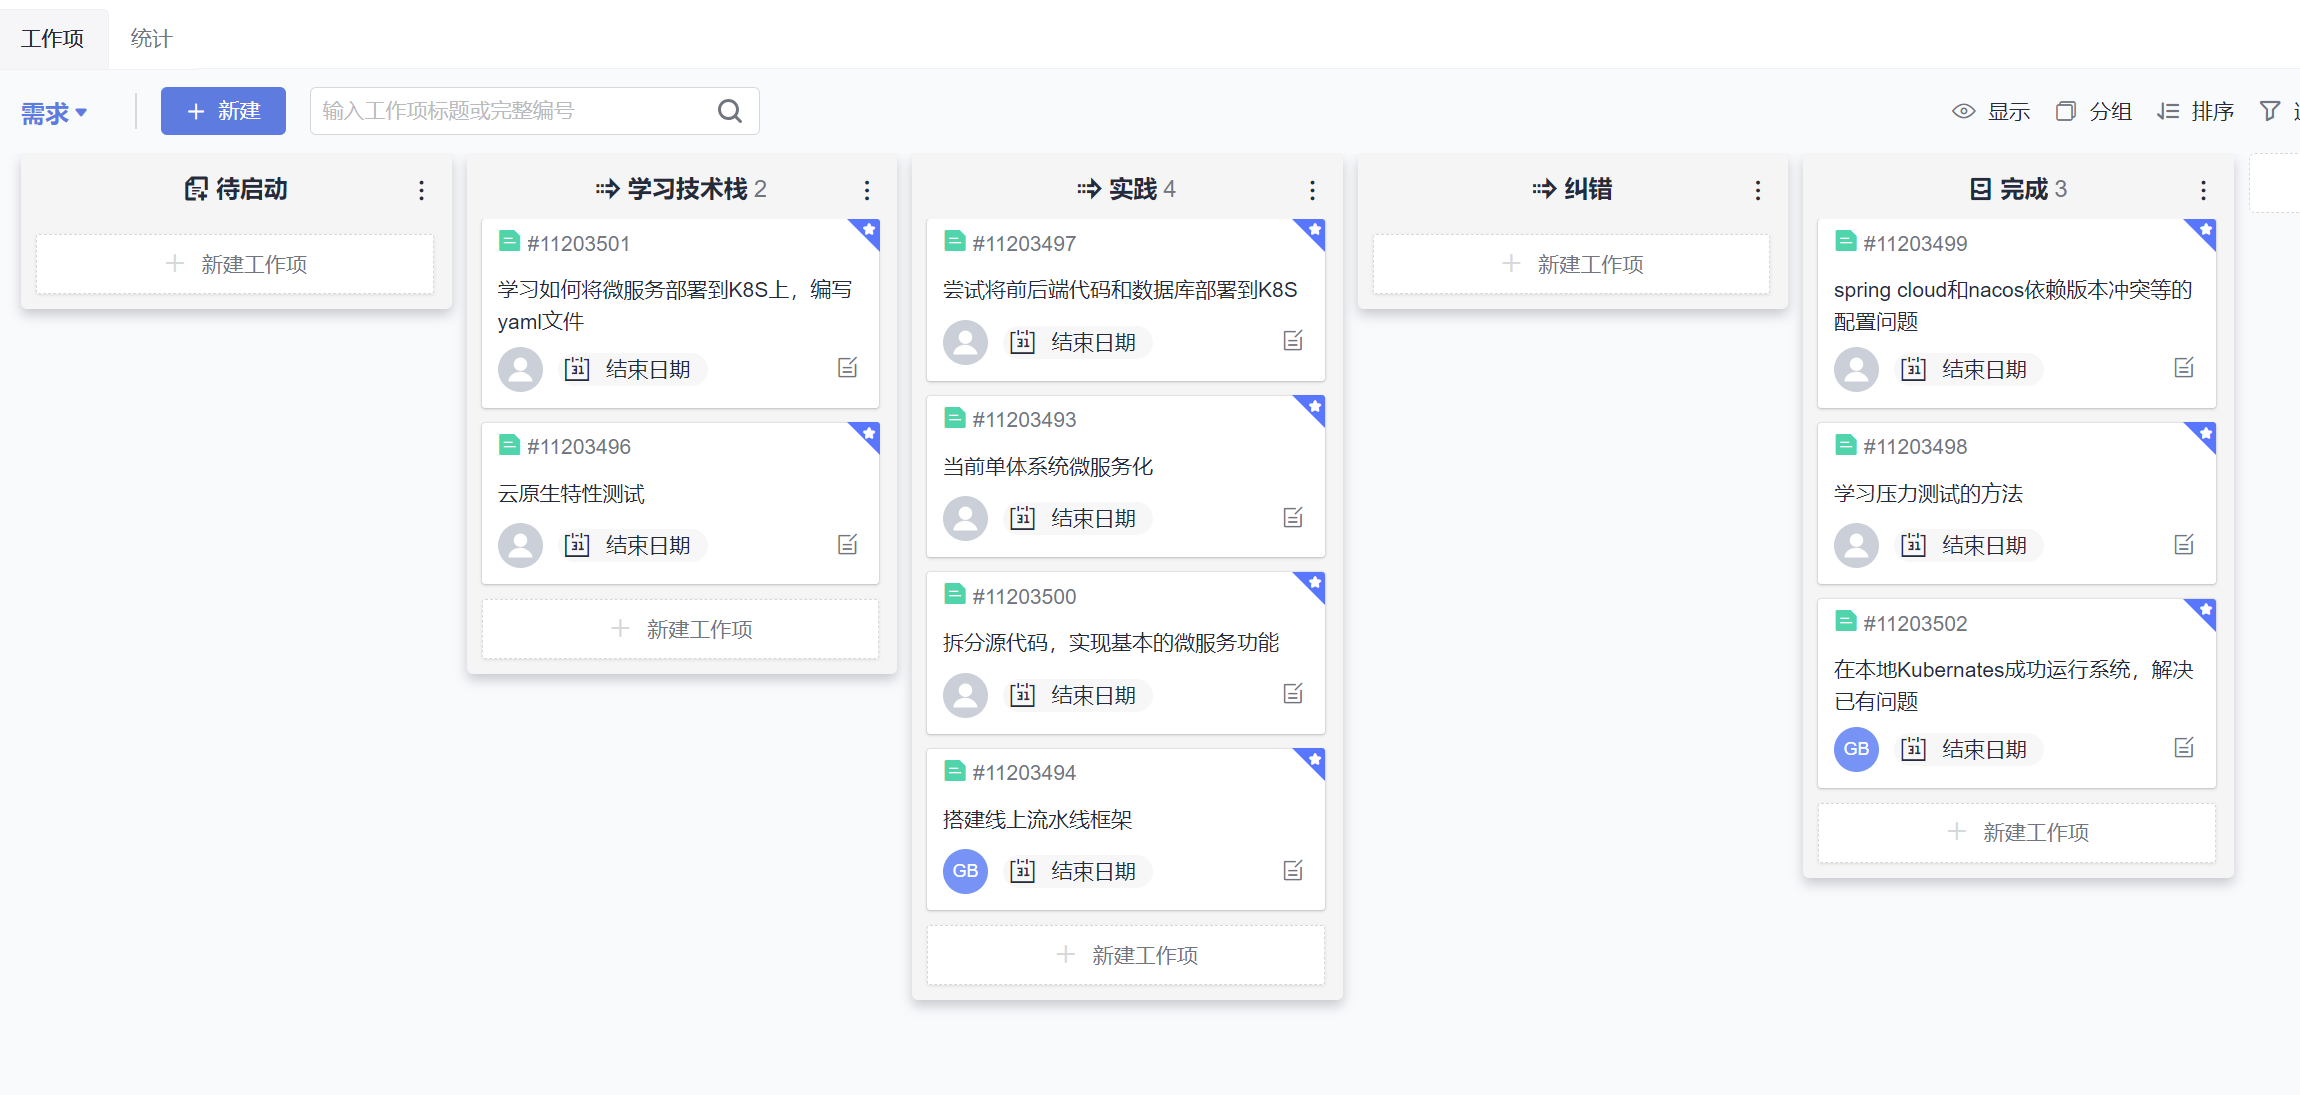 工作项 统计
需求 + 新建 输入工作项标题或完整编号 显示 分组 排序
待启动
+ 新建工作项
学习技术栈 2
#11203501
学习如何将微服务部署到K8S上，编写
yaml文件
31 结束日期
#11203496
云原生特性测试
31 结束日期
+ 新建工作项
实践 4
#11203497
尝试将前后端代码和数据库部署到K8S
31 结束日期
#11203493
当前单体系统微服务化
31 结束日期
#11203500
拆分源代码，实现基本的微服务功能
31 结束日期
#11203494
搭建线上流水线框架
GB 31 结束日期
+ 新建工作项
纠错
+ 新建工作项
完成 3
#11203499
spring cloud和nacos依赖版本冲突等的
配置问题
31 结束日期
#11203498
学习压力测试的方法
31 结束日期
#11203502
在本地Kubernates成功运行系统，解决
已有问题
GB 31 结束日期
+ 新建工作项